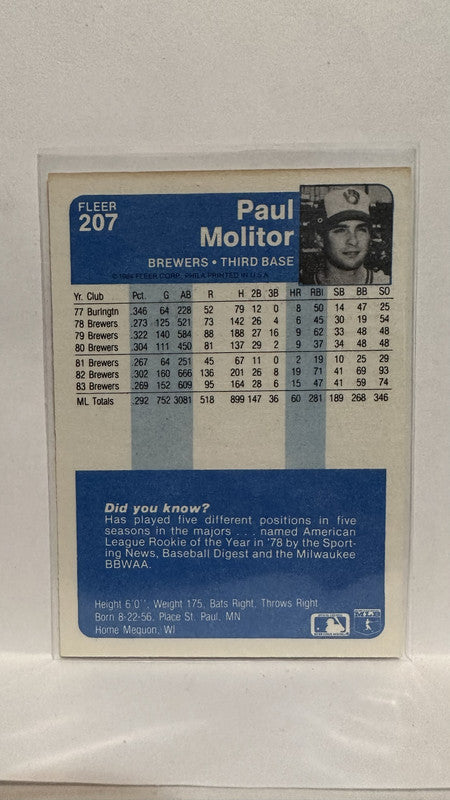 FLEER
207
Paul
Molitor
BREWERS • THIRD BASE
© 1984 FLEER CORP., PHILA PRINTED IN U.S.A.
Yr. Club Pct. G AB R H 2B 3B HR RBI SB BB SO
77 Burlngtn .346 64 228 52 79 12 0 8 50 14 47 25
78 Brewers .273 125 521 73 142 26 4 6 45 30 19 54
79 Brewers .322 140 584 88 188 27 16 9 62 33 48 48
80 Brewers .304 111 450 81 137 29 2 9 37 34 48 48
81 Brewers .267 64 251 45 67 11 0 2 19 10 25 29
82 Brewers .302 160 666 136 201 26 8 19 71 41 69 93
83 Brewers .269 152 609 95 164 28 6 15 47 41 59 74
ML Totals .292 752 3081 518 899 147 36 60 281 189 268 346
Did you know?
Has played five different positions in five
seasons in the majors . . . named American
League Rookie of the Year in '78 by the Sport-
ing News, Baseball Digest and the Milwaukee
BBWAA.
Height 6'0'', Weight 175, Bats Right, Throws Right
Born 8-22-56, Place St. Paul, MN
Home Mequon, WI